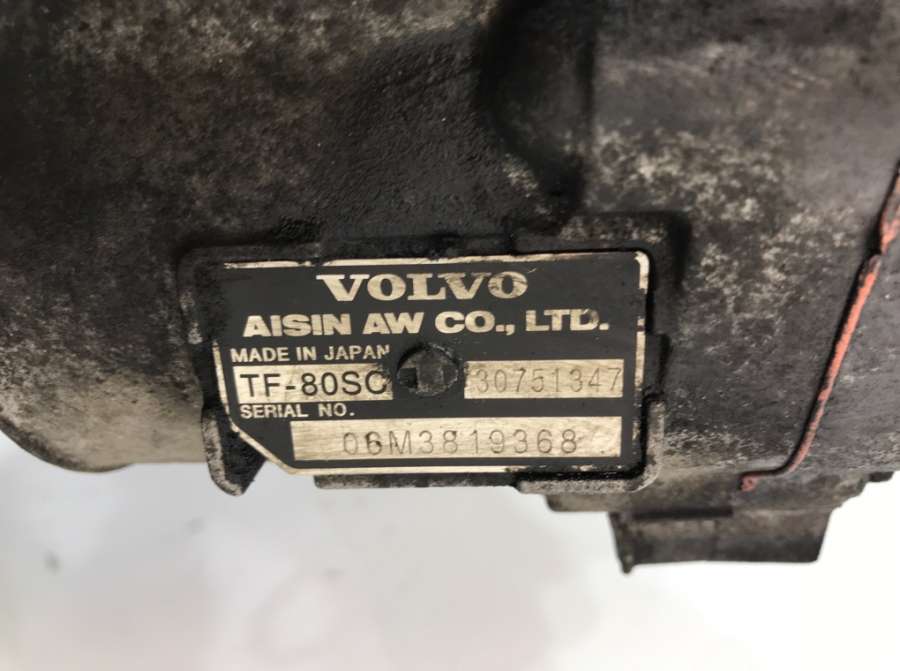 VOLVO
AISIN AW CO., LTD.
MADE IN JAPAN
TF-80SC 30751347
SERIAL NO.
06M3819368